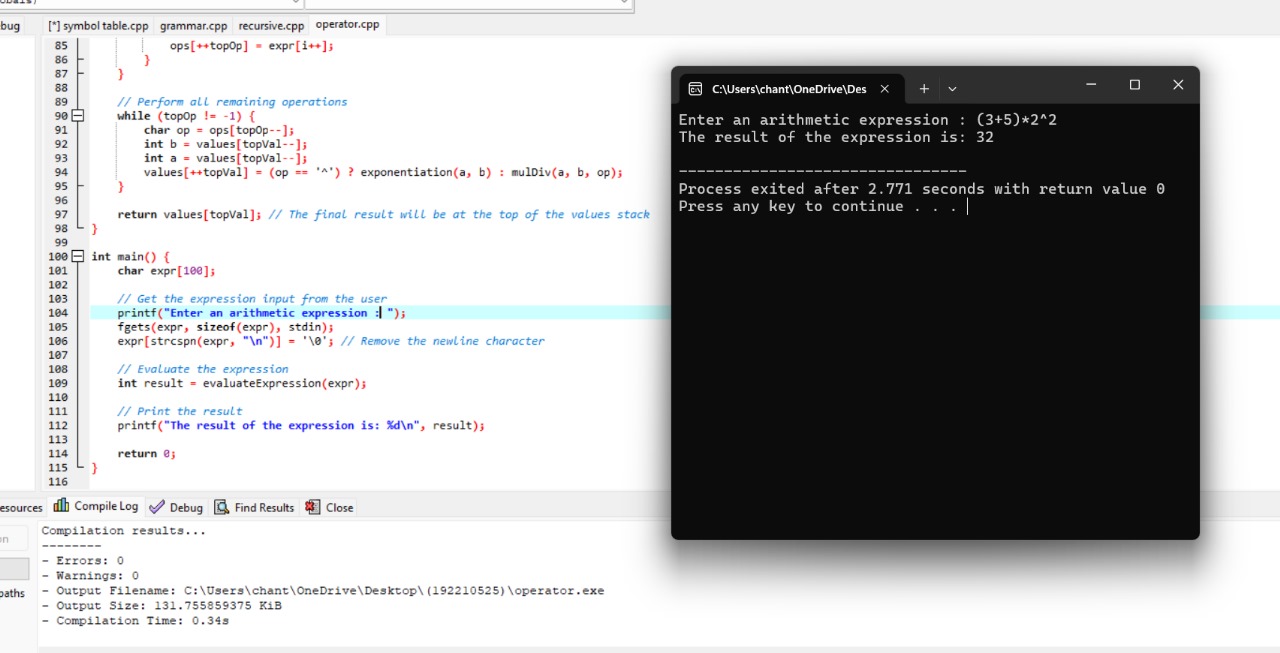 [*] symbol table.cpp grammar.cpp recursive.cpp operator.cpp
85 ops[++topOp] = expr[i++];
86 }
87 }
88
89 // Perform all remaining operations
90 while (topOp != -1) {
91 char op = ops[topOp--];
92 int b = values[topVal--];
93 int a = values[topVal--];
94 values[++topVal] = (op == '^') ? exponentiation(a, b) : mulDiv(a, b, op);
95 }
96
97 return values[topVal]; // The final result will be at the top of the values stack
98 }
99
100 int main() {
101 char expr[100];
102
103 // Get the expression input from the user
104 printf("Enter an arithmetic expression : ");
105 fgets(expr, sizeof(expr), stdin);
106 expr[strcspn(expr, "\n")] = '\0'; // Remove the newline character
107
108 // Evaluate the expression
109 int result = evaluateExpression(expr);
110
111 // Print the result
112 printf("The result of the expression is: %d\n", result);
113
114 return 0;
115 }
116
C:\Users\chant\OneDrive\Des
Enter an arithmetic expression : (3+5)*2^2
The result of the expression is: 32
--------------------------------
Process exited after 2.771 seconds with return value 0
Press any key to continue . . .
esources Compile Log Debug Find Results Close
Compilation results...
--------
- Errors: 0
- Warnings: 0
- Output Filename: C:\Users\chant\OneDrive\Desktop\(192210525)\operator.exe
- Output Size: 131.755859375 KiB
- Compilation Time: 0.34s